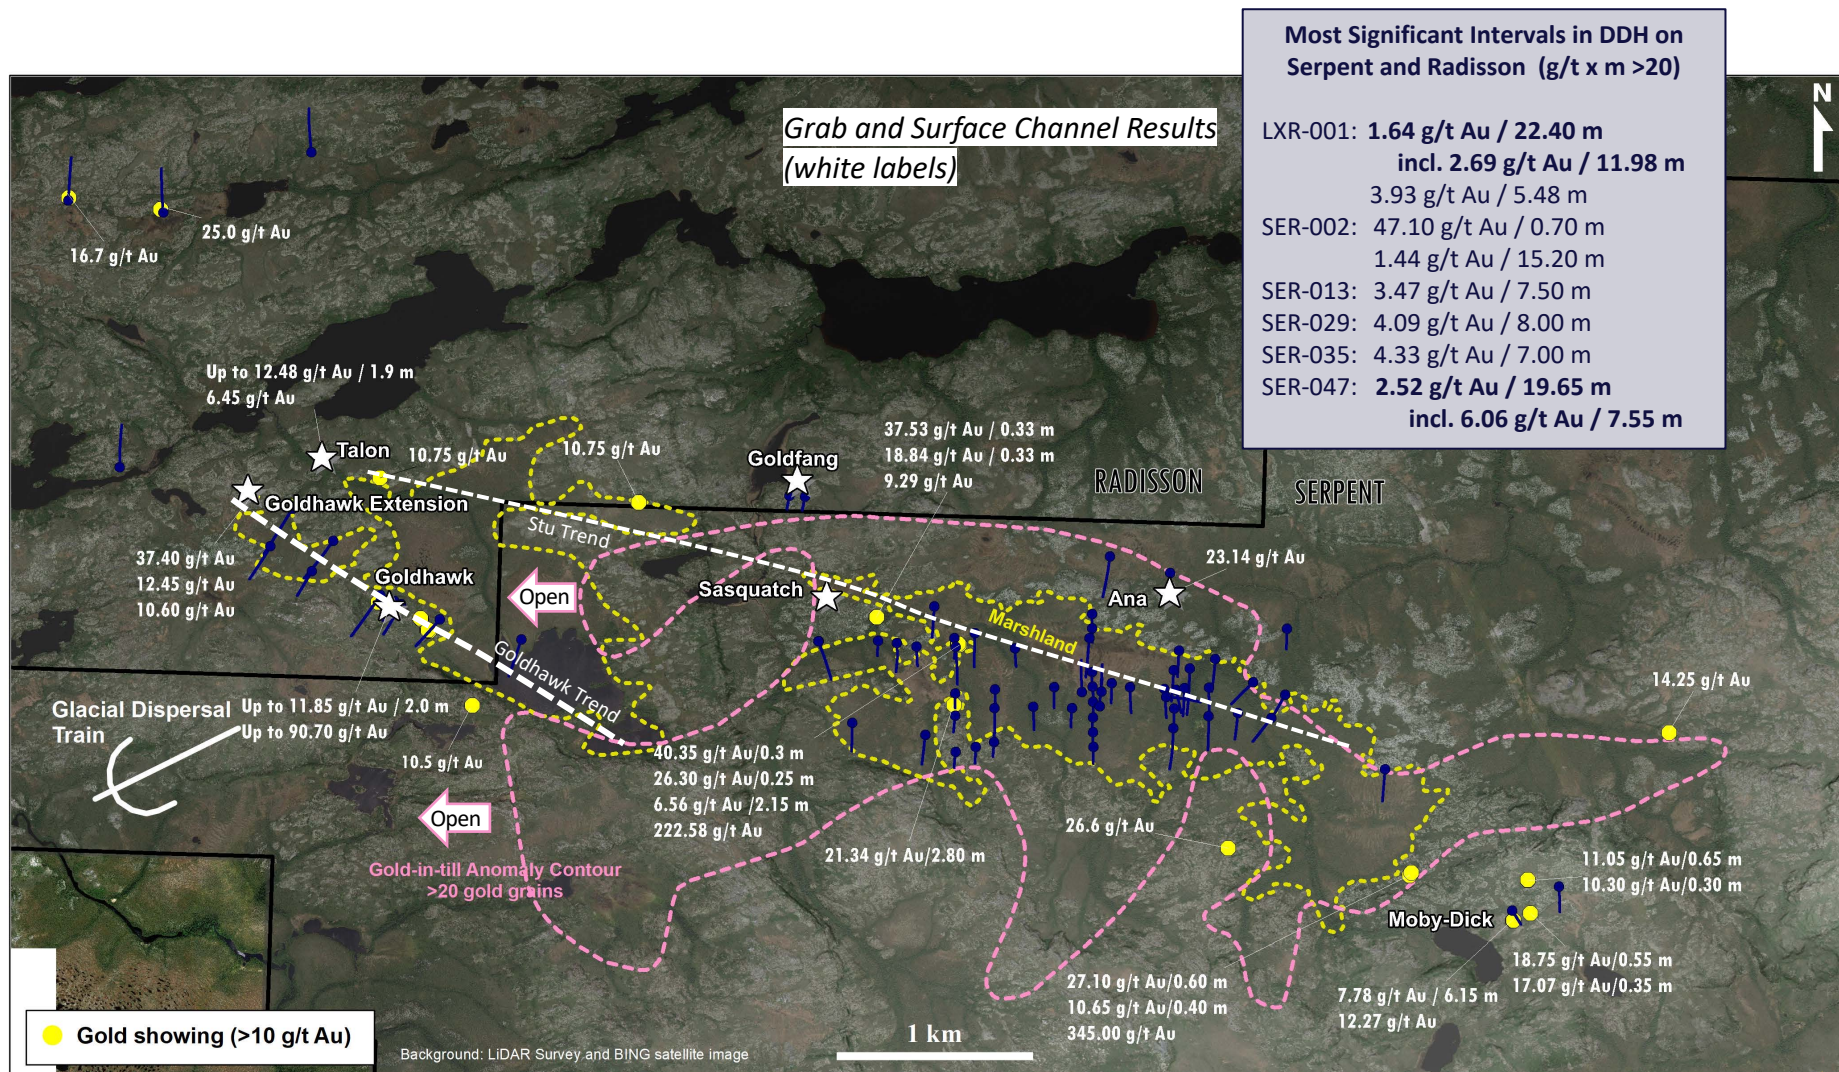 Most Significant Intervals in DDH on
Serpent and Radisson (g/t x m >20)
LXR-001: 1.64 g/t Au / 22.40 m
incl. 2.69 g/t Au / 11.98 m
3.93 g/t Au / 5.48 m
SER-002: 47.10 g/t Au / 0.70 m
1.44 g/t Au / 15.20 m
SER-013: 3.47 g/t Au / 7.50 m
SER-029: 4.09 g/t Au / 8.00 m
SER-035: 4.33 g/t Au / 7.00 m
SER-047: 2.52 g/t Au / 19.65 m
incl. 6.06 g/t Au / 7.55 m
N
Grab and Surface Channel Results
(white labels)
16.7 g/t Au
25.0 g/t Au
Up to 12.48 g/t Au / 1.9 m
6.45 g/t Au
Talon
10.75 g/t Au
10.75 g/t Au
Goldfang
37.53 g/t Au / 0.33 m
18.84 g/t Au / 0.33 m
9.29 g/t Au
RADISSON
SERPENT
Goldhawk Extension
Stu Trend
37.40 g/t Au
12.45 g/t Au
10.60 g/t Au
Goldhawk
Open
Sasquatch
Ana
23.14 g/t Au
Marshland
Goldhawk Trend
14.25 g/t Au
Glacial Dispersal
Train
Up to 11.85 g/t Au / 2.0 m
Up to 90.70 g/t Au
10.5 g/t Au
40.35 g/t Au/0.3 m
26.30 g/t Au/0.25 m
6.56 g/t Au /2.15 m
222.58 g/t Au
Open
21.34 g/t Au/2.80 m
26.6 g/t Au
Gold-in-till Anomaly Contour
>20 gold grains
11.05 g/t Au/0.65 m
10.30 g/t Au/0.30 m
Moby-Dick
18.75 g/t Au/0.55 m
17.07 g/t Au/0.35 m
27.10 g/t Au/0.60 m
10.65 g/t Au/0.40 m
345.00 g/t Au
7.78 g/t Au / 6.15 m
12.27 g/t Au
Gold showing (>10 g/t Au)
Background: LiDAR Survey and BING satellite image
1 km